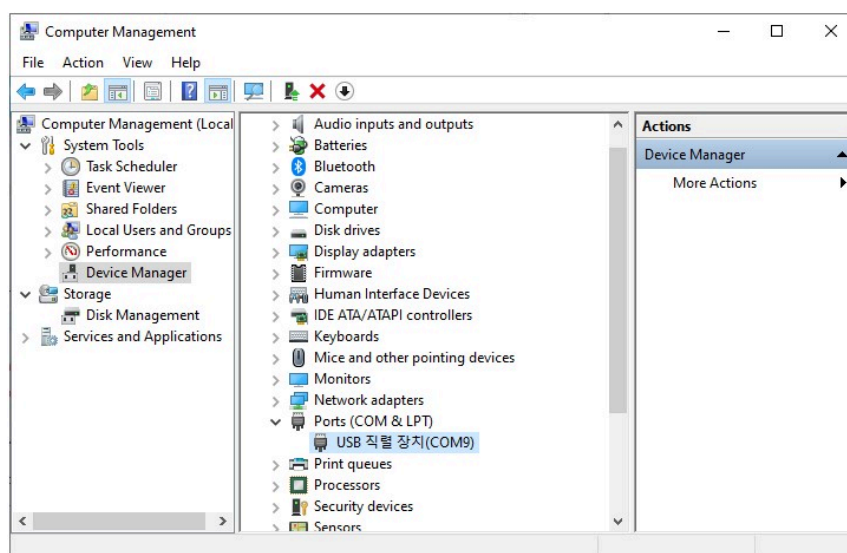 Computer Management
File Action View Help
Computer Management (Local
System Tools
Task Scheduler
Event Viewer
Shared Folders
Local Users and Groups
Performance
Device Manager
Storage
Disk Management
Services and Applications
Audio inputs and outputs
Batteries
Bluetooth
Cameras
Computer
Disk drives
Display adapters
Firmware
Human Interface Devices
IDE ATA/ATAPI controllers
Keyboards
Mice and other pointing devices
Monitors
Network adapters
Ports (COM & LPT)
USB 직렬 장치(COM9)
Print queues
Processors
Security devices
Sensors
Actions
Device Manager
More Actions